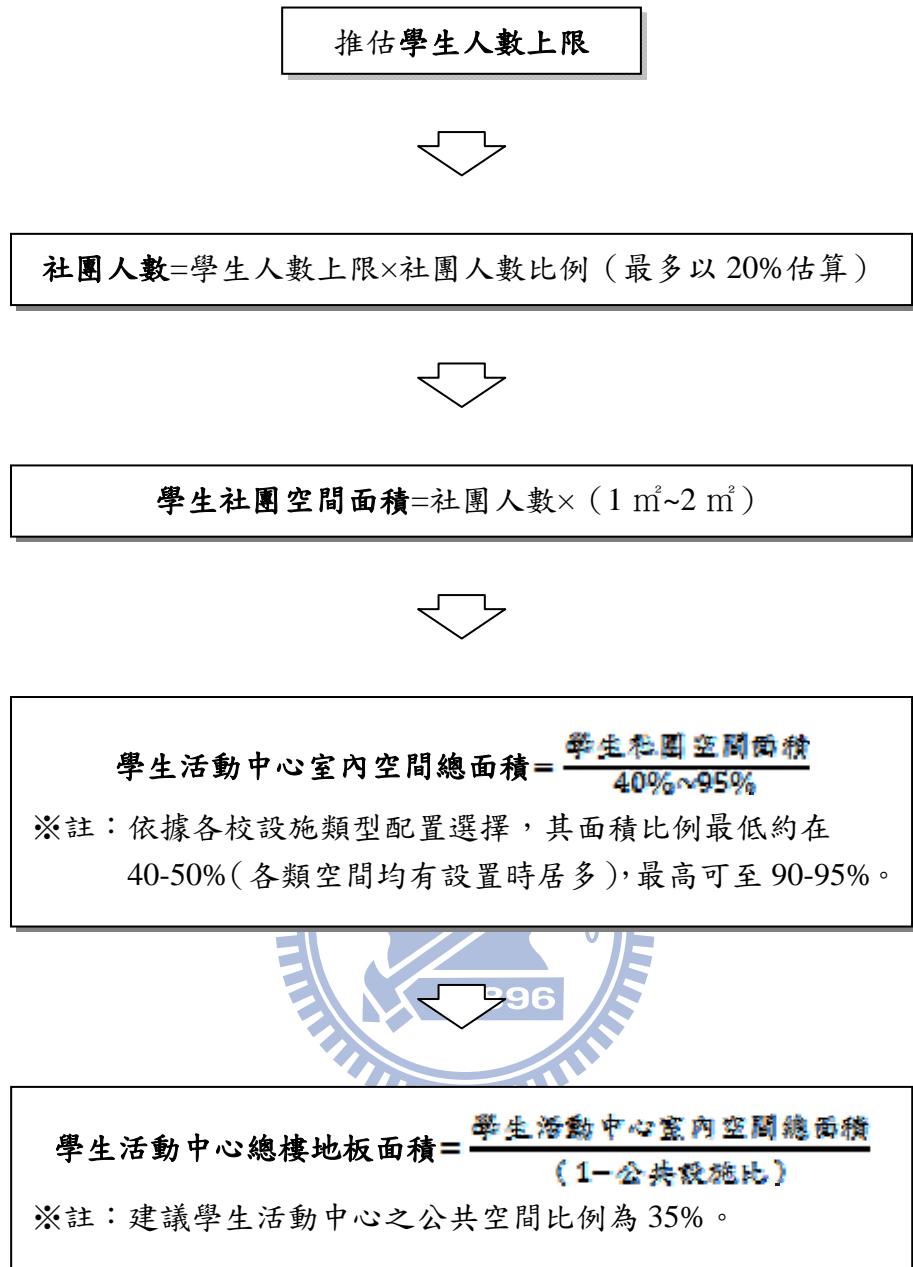 推估學生人數上限
社團人數=學生人數上限×社團人數比例（最多以 20%估算）
學生社團空間面積=社團人數×（1 ㎡~2 ㎡）
學生活動中心室內空間總面積= 學生社團空間面積
40%~95%
※註：依據各校設施類型配置選擇，其面積比例最低約在
40-50%（各類空間均有設置時居多），最高可至 90-95%。
896
學生活動中心總樓地板面積= 學生活動中心室內空間總面積
（1-公共設施比）
※註：建議學生活動中心之公共空間比例為 35%。